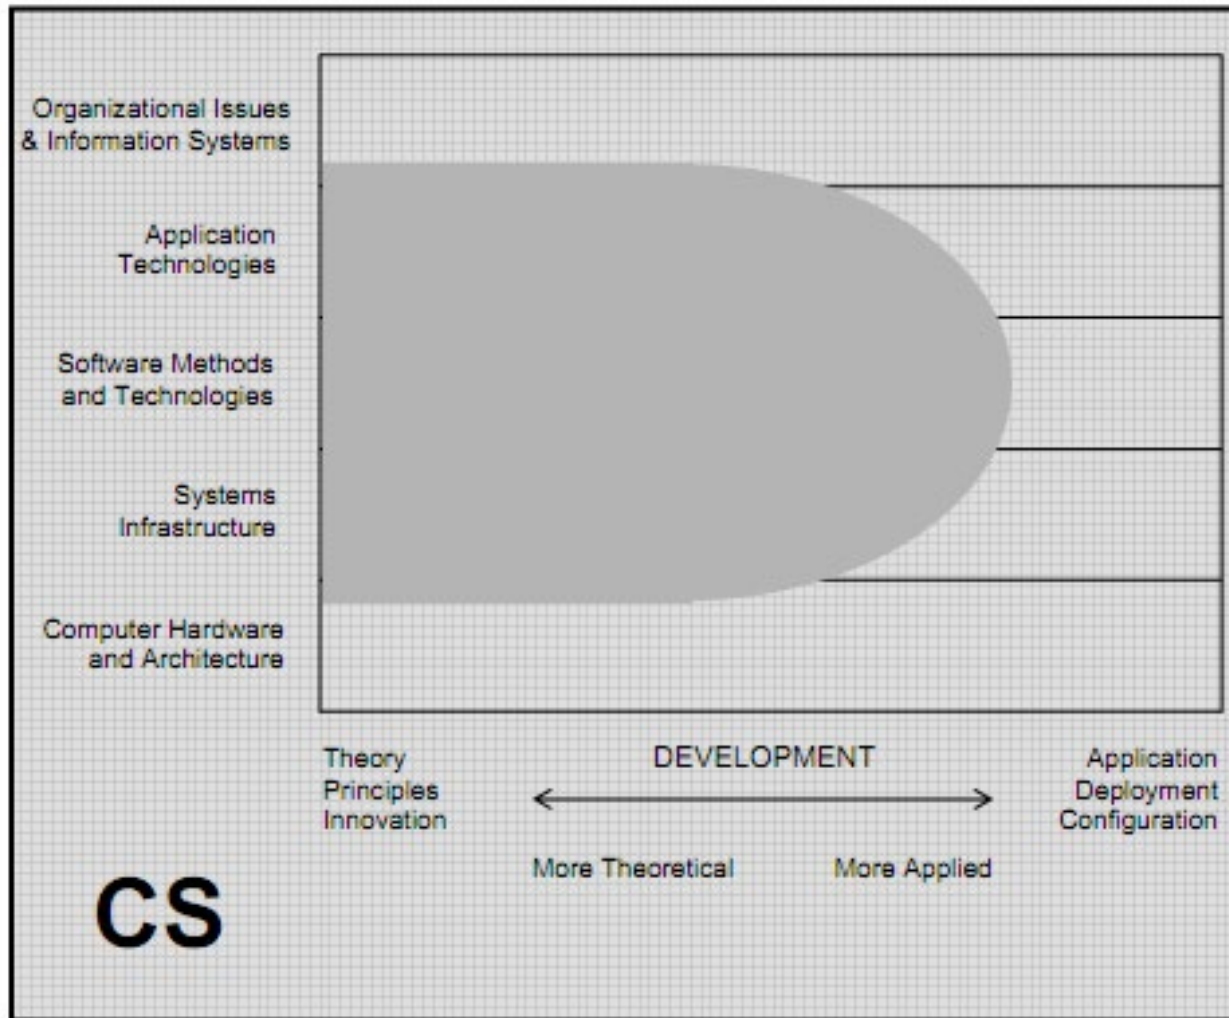 Organizational Issues
& Information Systems
Application
Technologies
Software Methods
and Technologies
Systems
Infrastructure
Computer Hardware
and Architecture
Theory
Principles
Innovation
DEVELOPMENT
Application
Deployment
Configuration
More Theoretical
More Applied
CS